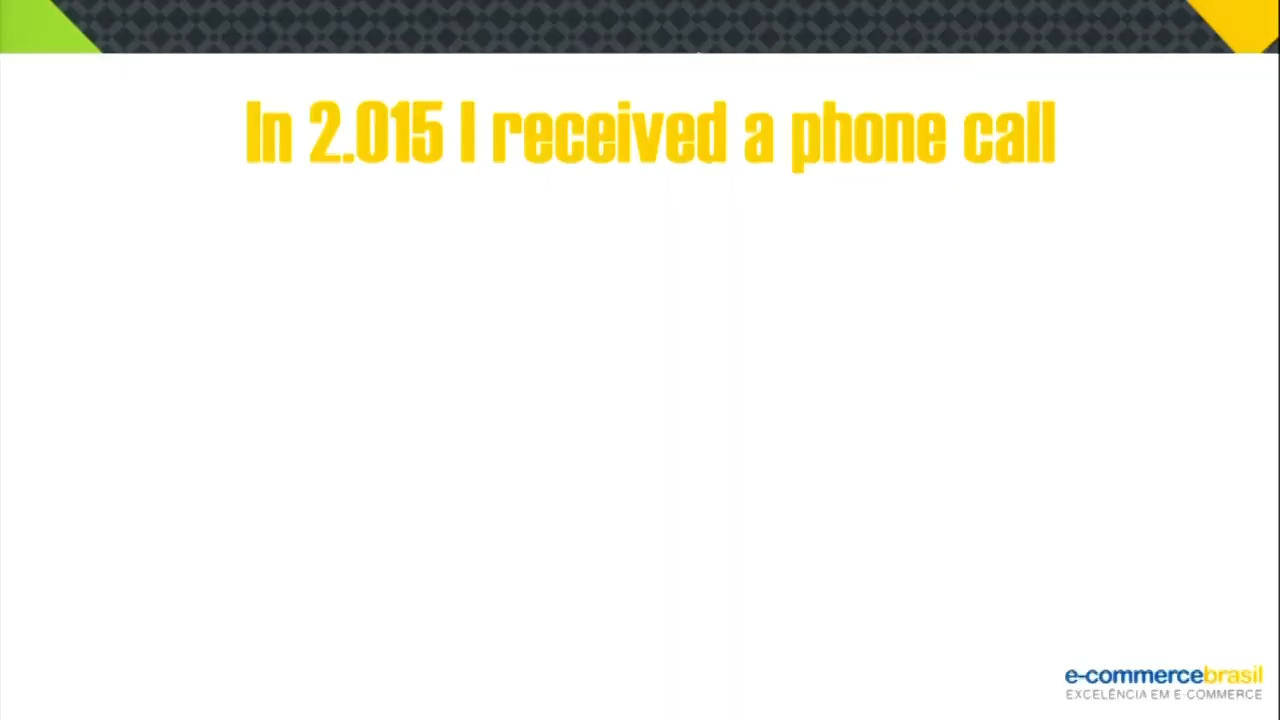 In 2.015 I received a phone call
e-commercebrasil
EXCELÊNCIA EM E-COMMERCE